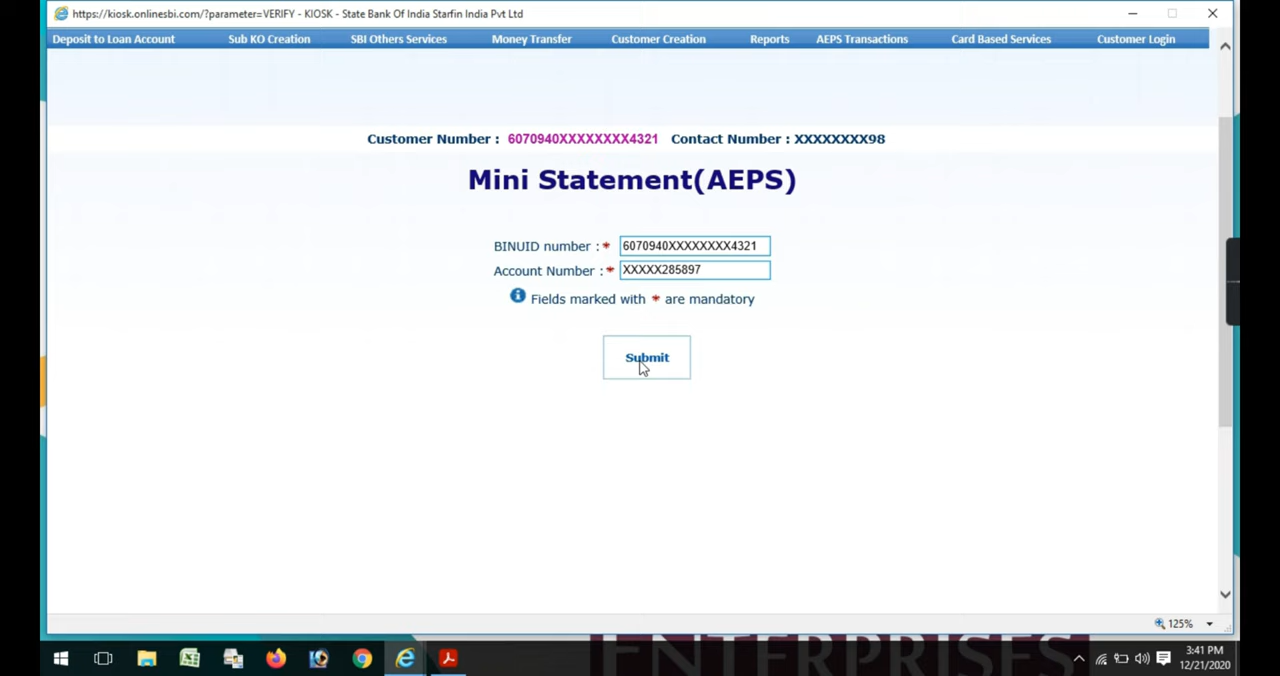 https://kiosk.onlinesbi.com/?parameter=VERIFY - KIOSK - State Bank Of India Starfin India Pvt Ltd
Deposit to Loan Account Sub KO Creation SBI Others Services Money Transfer Customer Creation Reports AEPS Transactions Card Based Services Customer Login
Customer Number : 6070940XXXXXXXX4321 Contact Number : XXXXXXXX98
Mini Statement(AEPS)
BINUID number :* 6070940XXXXXXXX4321
Account Number :* XXXXX285897
Fields marked with * are mandatory
Submit
125%
ENTERPRISES
3:41 PM
12/21/2020